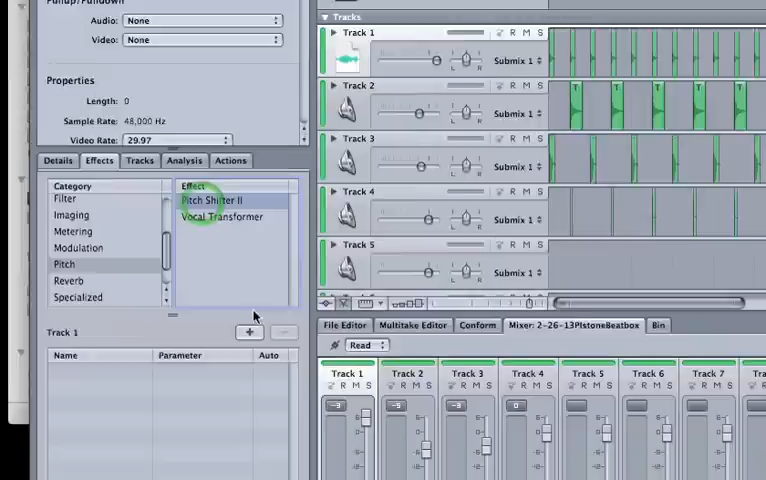 Audio: None
Video: None
Properties
Length: 0
Sample Rate: 48,000 Hz
Video Rate: 29.97
Details Effects Tracks Analysis Actions
Category
Filter
Imaging
Metering
Modulation
Pitch
Reverb
Specialized
Effect
Pitch Shifter II
Vocal Transformer
Track 1
+ −
Name Parameter Auto
Tracks
Track 1 R M S
L R Submix 1
Track 2 R M S
L R Submix 1
T T T T T
Track 3 R M S
L R Submix 1
Track 4 R M S
L R Submix 1
Track 5 R M S
L R Submix 1
File Editor Multitake Editor Conform Mixer: 2-26-13PistoneBeatbox Bin
Read
Track 1 Track 2 Track 3 Track 4 Track 5 Track 6 Track 7
R M S R M S R M S R M S R M S R M S R M S
-3 -5 -3 0